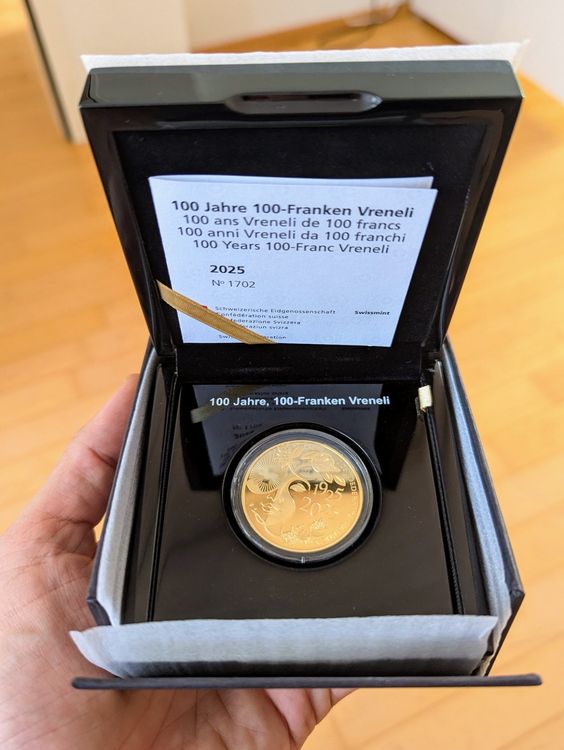 100 Jahre 100-Franken Vreneli
100 ans Vreneli de 100 francs
100 anni Vreneli da 100 franchi
100 Years 100-Franc Vreneli
2025
Nº 1702
Schweizerische Eidgenossenschaft
Swissmint
Confédération suisse
Confederazione Svizzera
svizra
100 Jahre, 100-Franken Vreneli
1925